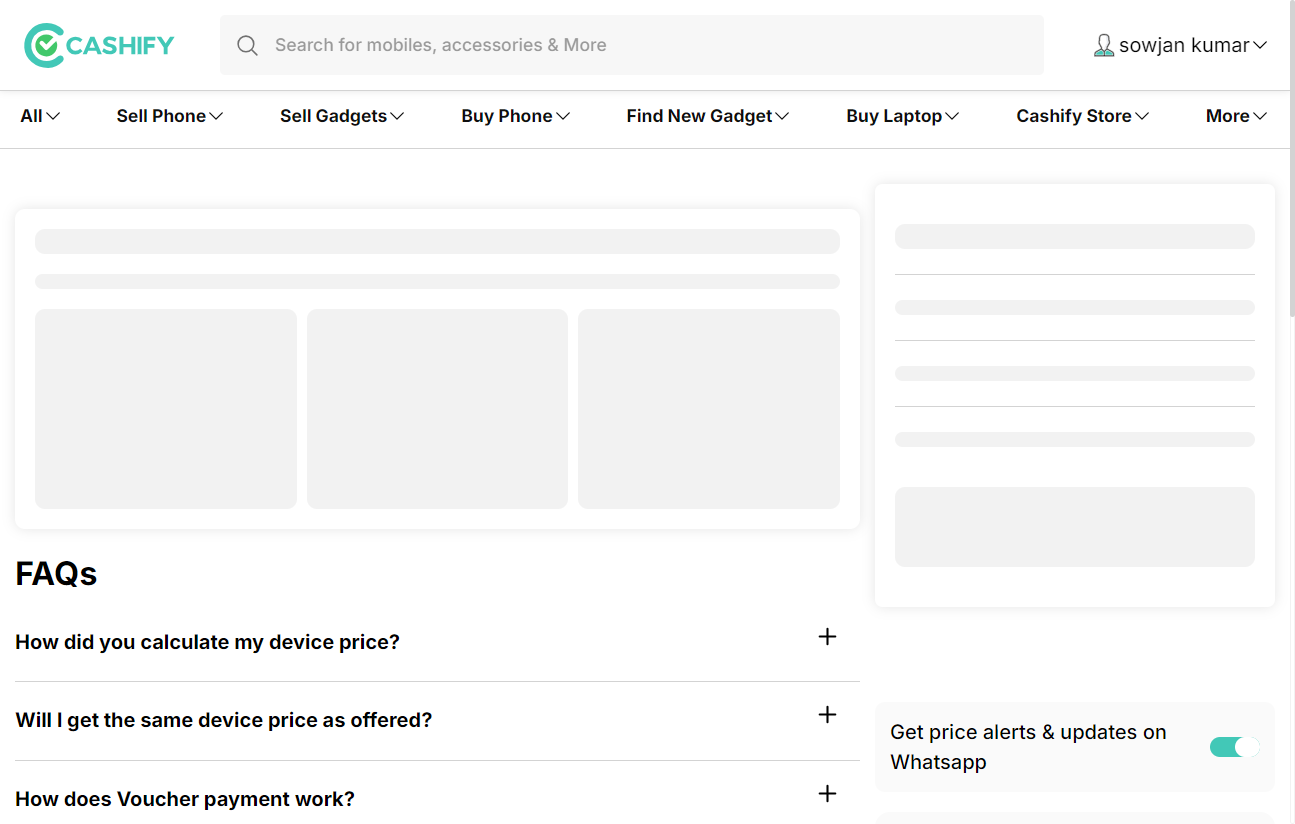 CASHIFY
Search for mobiles, accessories & More
sowjan kumar
All
Sell Phone
Sell Gadgets
Buy Phone
Find New Gadget
Buy Laptop
Cashify Store
More
FAQs
How did you calculate my device price?
Will I get the same device price as offered?
How does Voucher payment work?
Get price alerts & updates on
Whatsapp